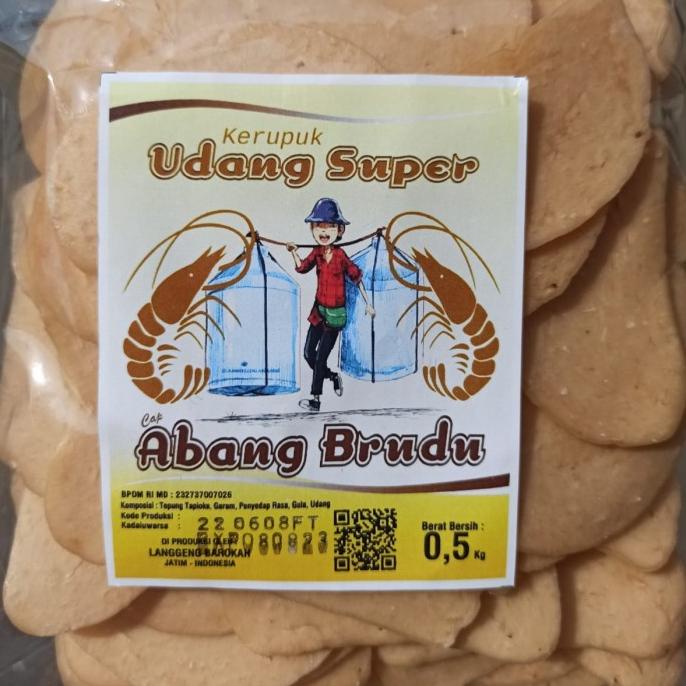 Kerupuk
Udang Super
Cap
Abang Brudu
BPOM RI MD : 232737007026
Komposisi : Tepung Tapioka, Garam, Penyedap Rasa, Gula, Udang
Kode Produksi :
Kadaluwarsa :
220608FT
EXP080823
DI PRODUKSI OLEH :
LANGGENG BAROKAH
JATIM - INDONESIA
Berat Bersih :
0,5 Kg